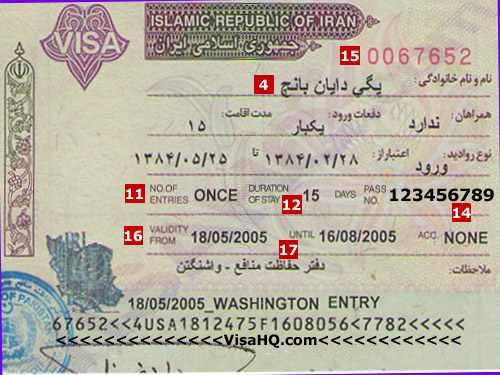 VISA
ISLAMIC REPUBLIC OF IRAN
جمهوری اسلامی ایران
15 0067652
نام و نام خانوادگی:
4 پگي دايان بانچ
همراهان: ندارد دفعات ورود: یکبار مدت اقامت: ۱۵
نوع روادید: ورود اعتبار از: ۱۳۸۴/۰۲/۲۸ تا ۱۳۸۴/۰۵/۲۵
11 NO.OF ENTRIES ONCE DURATION OF STAY 12 15 DAYS PASS NO. 123456789
14
16 VALIDITY FROM 18/05/2005 17 UNTIL 16/08/2005 ACC. NONE
ملاحظات: دفتر حفاظت منافع - واشنگتن
18/05/2005_WASHINGTON ENTRY
67652<<4USA1812475F1608056<7782<<<<<
<<<<<<<<<<<<<<VisaHQ.com<<<<<<<<<<<<